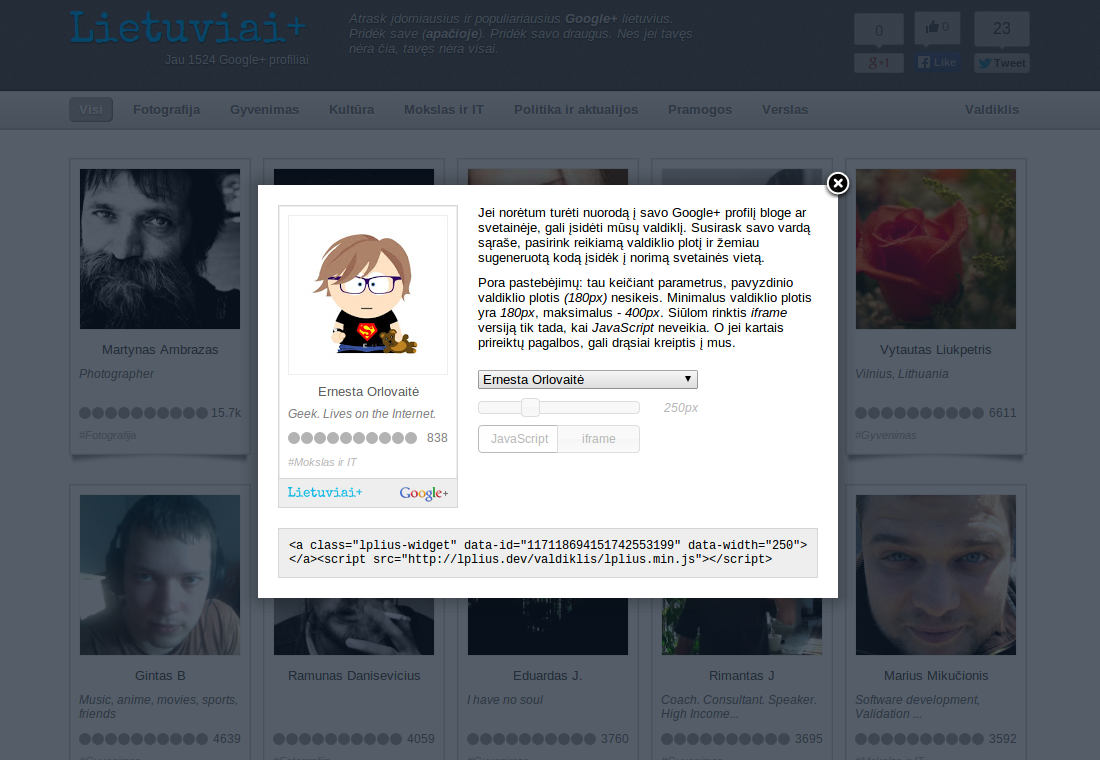 Lietuviai+
Jau 1524 Google+ profiliai
Atrask įdomiausius ir populiariausius Google+ lietuvius.
Pridėk save (apačioje). Pridėk savo draugus. Nes jei tavęs
nėra čia, tavęs nėra visai.
0
0
23
g+1
Like
Tweet
Visi
Fotografija
Gyvenimas
Kultūra
Mokslas ir IT
Politika ir aktualijos
Pramogos
Verslas
Valdiklis
Martynas Ambrazas
Photographer
15.7k
#Fotografija
Vytautas Liukpetris
Vilnius, Lithuania
6611
#Gyvenimas
Ernesta Orlovaitė
Geek. Lives on the Internet.
838
#Mokslas ir IT
Lietuviai+
Google+
Jei norėtum turėti nuorodą į savo Google+ profilį bloge ar
svetainėje, gali įsidėti mūsų valdiklį. Susirask savo vardą
sąraše, pasirink reikiamą valdiklio plotį ir žemiau
sugeneruotą kodą įsidėk į norimą svetainės vietą.
Pora pastebėjimų: tau keičiant parametrus, pavyzdinio
valdiklio plotis (180px) nesikeis. Minimalus valdiklio plotis
yra 180px, maksimalus - 400px. Siūlom rinktis iframe
versiją tik tada, kai JavaScript neveikia. O jei kartais
prireiktų pagalbos, gali drąsiai kreiptis į mus.
Ernesta Orlovaitė
250px
JavaScript
iframe
<a class="lplius-widget" data-id="117118694151742553199" data-width="250">
</a><script src="http://lplius.dev/valdiklis/lplius.min.js"></script>
Gintas B
Music, anime, movies, sports,
friends
4639
Ramunas Danisevicius
4059
Eduardas J.
I have no soul
3760
Rimantas J
Coach. Consultant. Speaker.
High Income...
3695
Marius Mikučionis
Software development,
Validation ...
3592